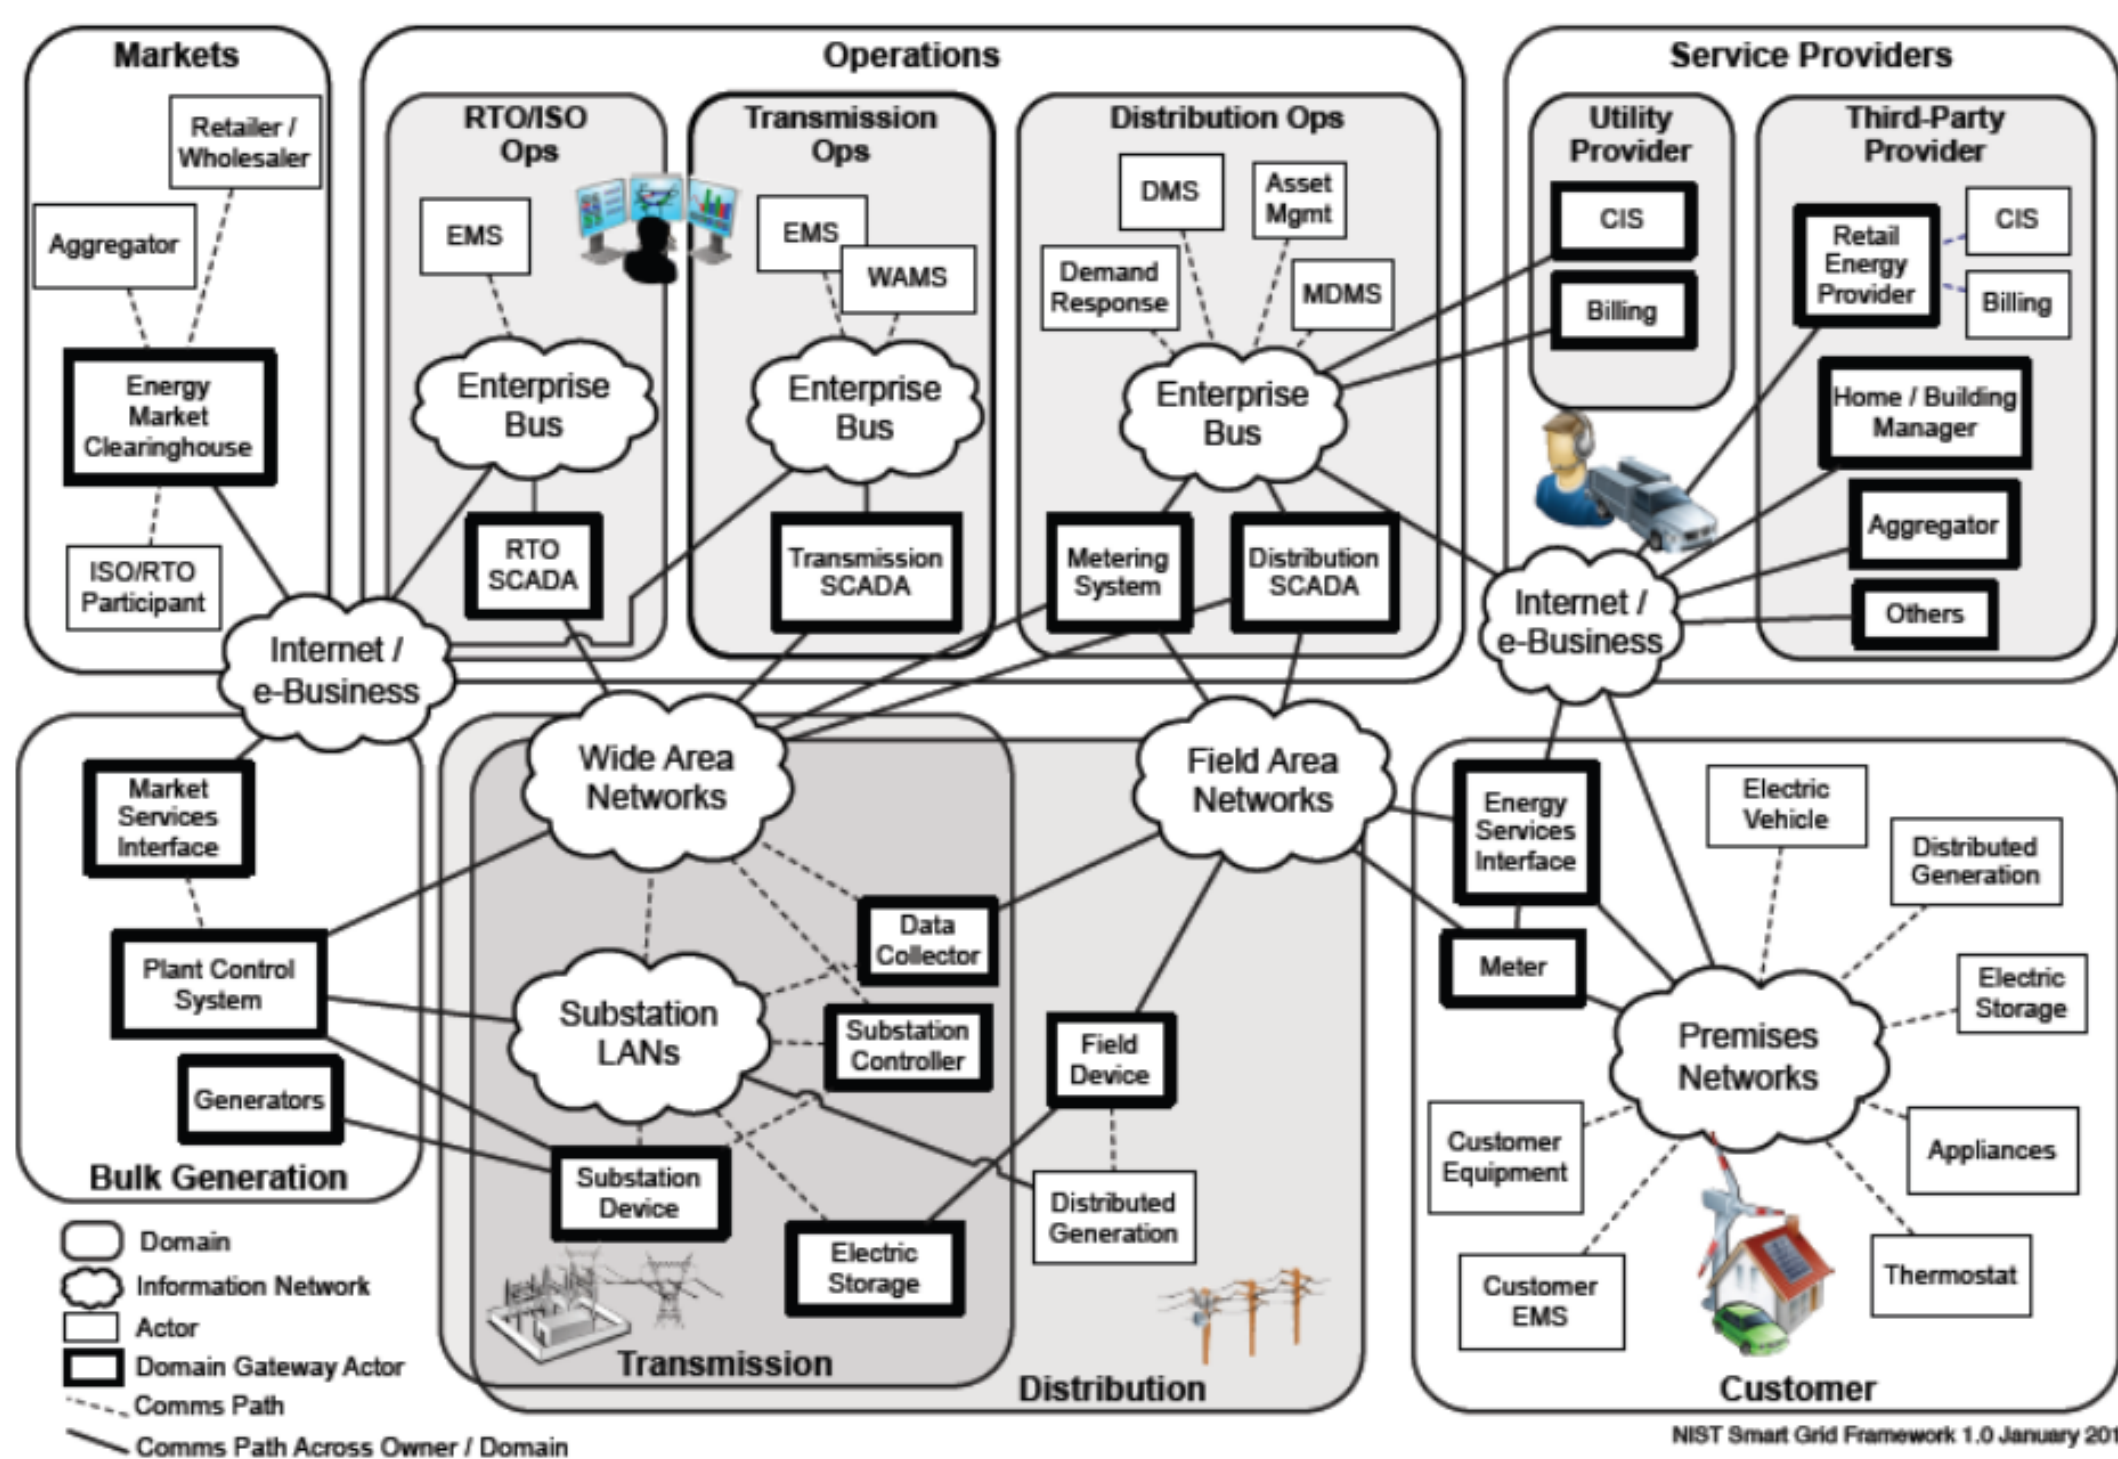 Markets
Retailer /
Wholesaler
Aggregator
Energy
Market
Clearinghouse
ISO/RTO
Participant
Operations
RTO/ISO
Ops
EMS
Enterprise
Bus
RTO
SCADA
Transmission
Ops
EMS
WAMS
Enterprise
Bus
Transmission
SCADA
Distribution Ops
DMS
Asset
Mgmt
Demand
Response
MDMS
Enterprise
Bus
Metering
System
Distribution
SCADA
Service Providers
Utility
Provider
CIS
Billing
Third-Party
Provider
Retail
Energy
Provider
CIS
Billing
Home / Building
Manager
Aggregator
Others
Internet /
e-Business
Internet /
e-Business
Market
Services
Interface
Plant Control
System
Generators
Bulk Generation
Wide Area
Networks
Field Area
Networks
Data
Collector
Substation
LANs
Substation
Controller
Field
Device
Substation
Device
Electric
Storage
Distributed
Generation
Transmission
Distribution
Energy
Services
Interface
Electric
Vehicle
Distributed
Generation
Meter
Electric
Storage
Premises
Networks
Customer
Equipment
Appliances
Customer
EMS
Thermostat
Customer
Domain
Information Network
Actor
Domain Gateway Actor
Comms Path
Comms Path Across Owner / Domain
NIST Smart Grid Framework 1.0 January 201